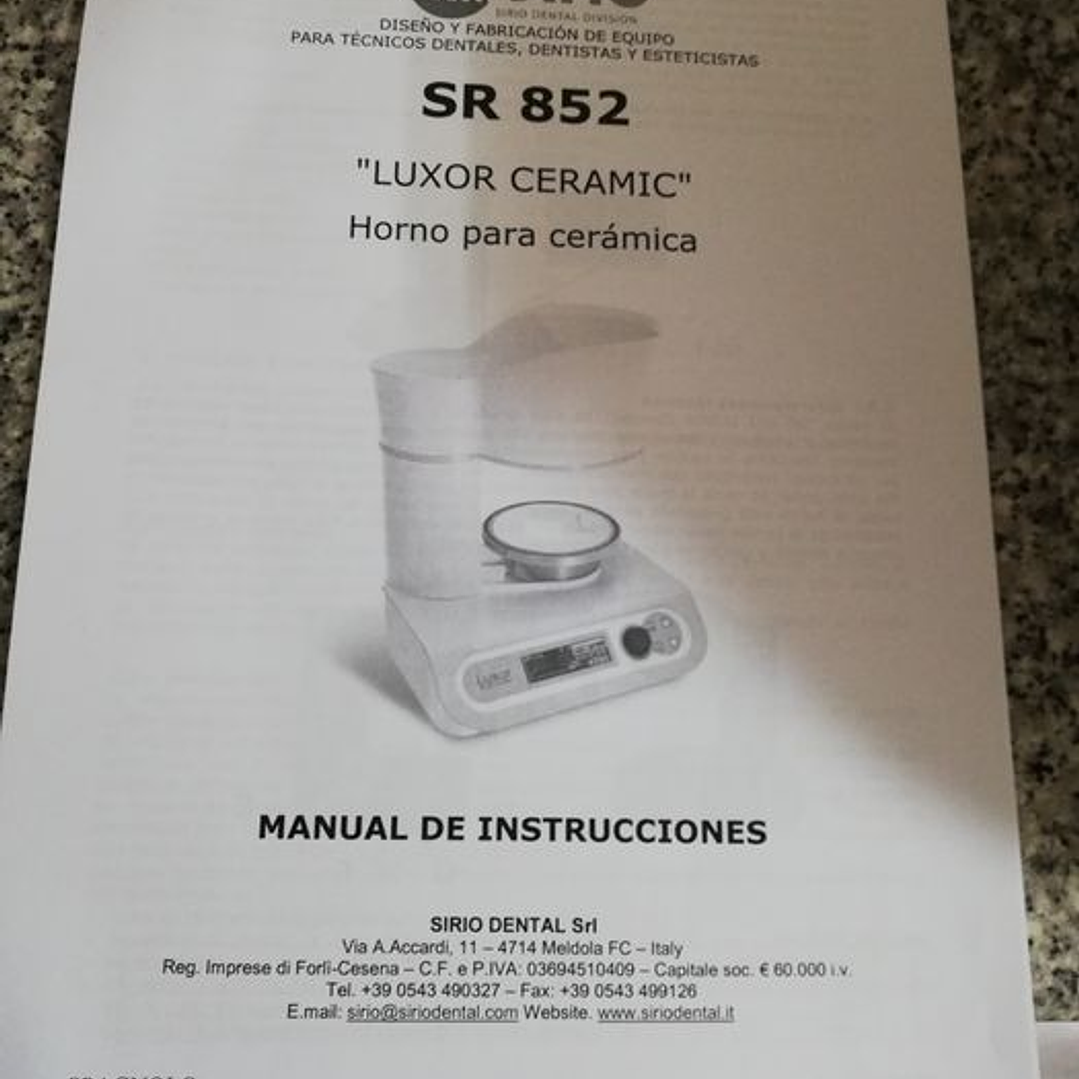 SIRIO DENTAL DIVISION
DISEÑO Y FABRICACIÓN DE EQUIPO
PARA TÉCNICOS DENTALES, DENTISTAS Y ESTETICISTAS
SR 852
"LUXOR CERAMIC"
Horno para cerámica
MANUAL DE INSTRUCCIONES
SIRIO DENTAL Srl
Via A.Accardi, 11 – 4714 Meldola FC – Italy
Reg. Imprese di Forlì-Cesena – C.F. e P.IVA: 03694510409 – Capitale soc. € 60.000 i.v.
Tel. +39 0543 490327 – Fax: +39 0543 499126
E.mail: sirio@siriodental.com Website. www.siriodental.it